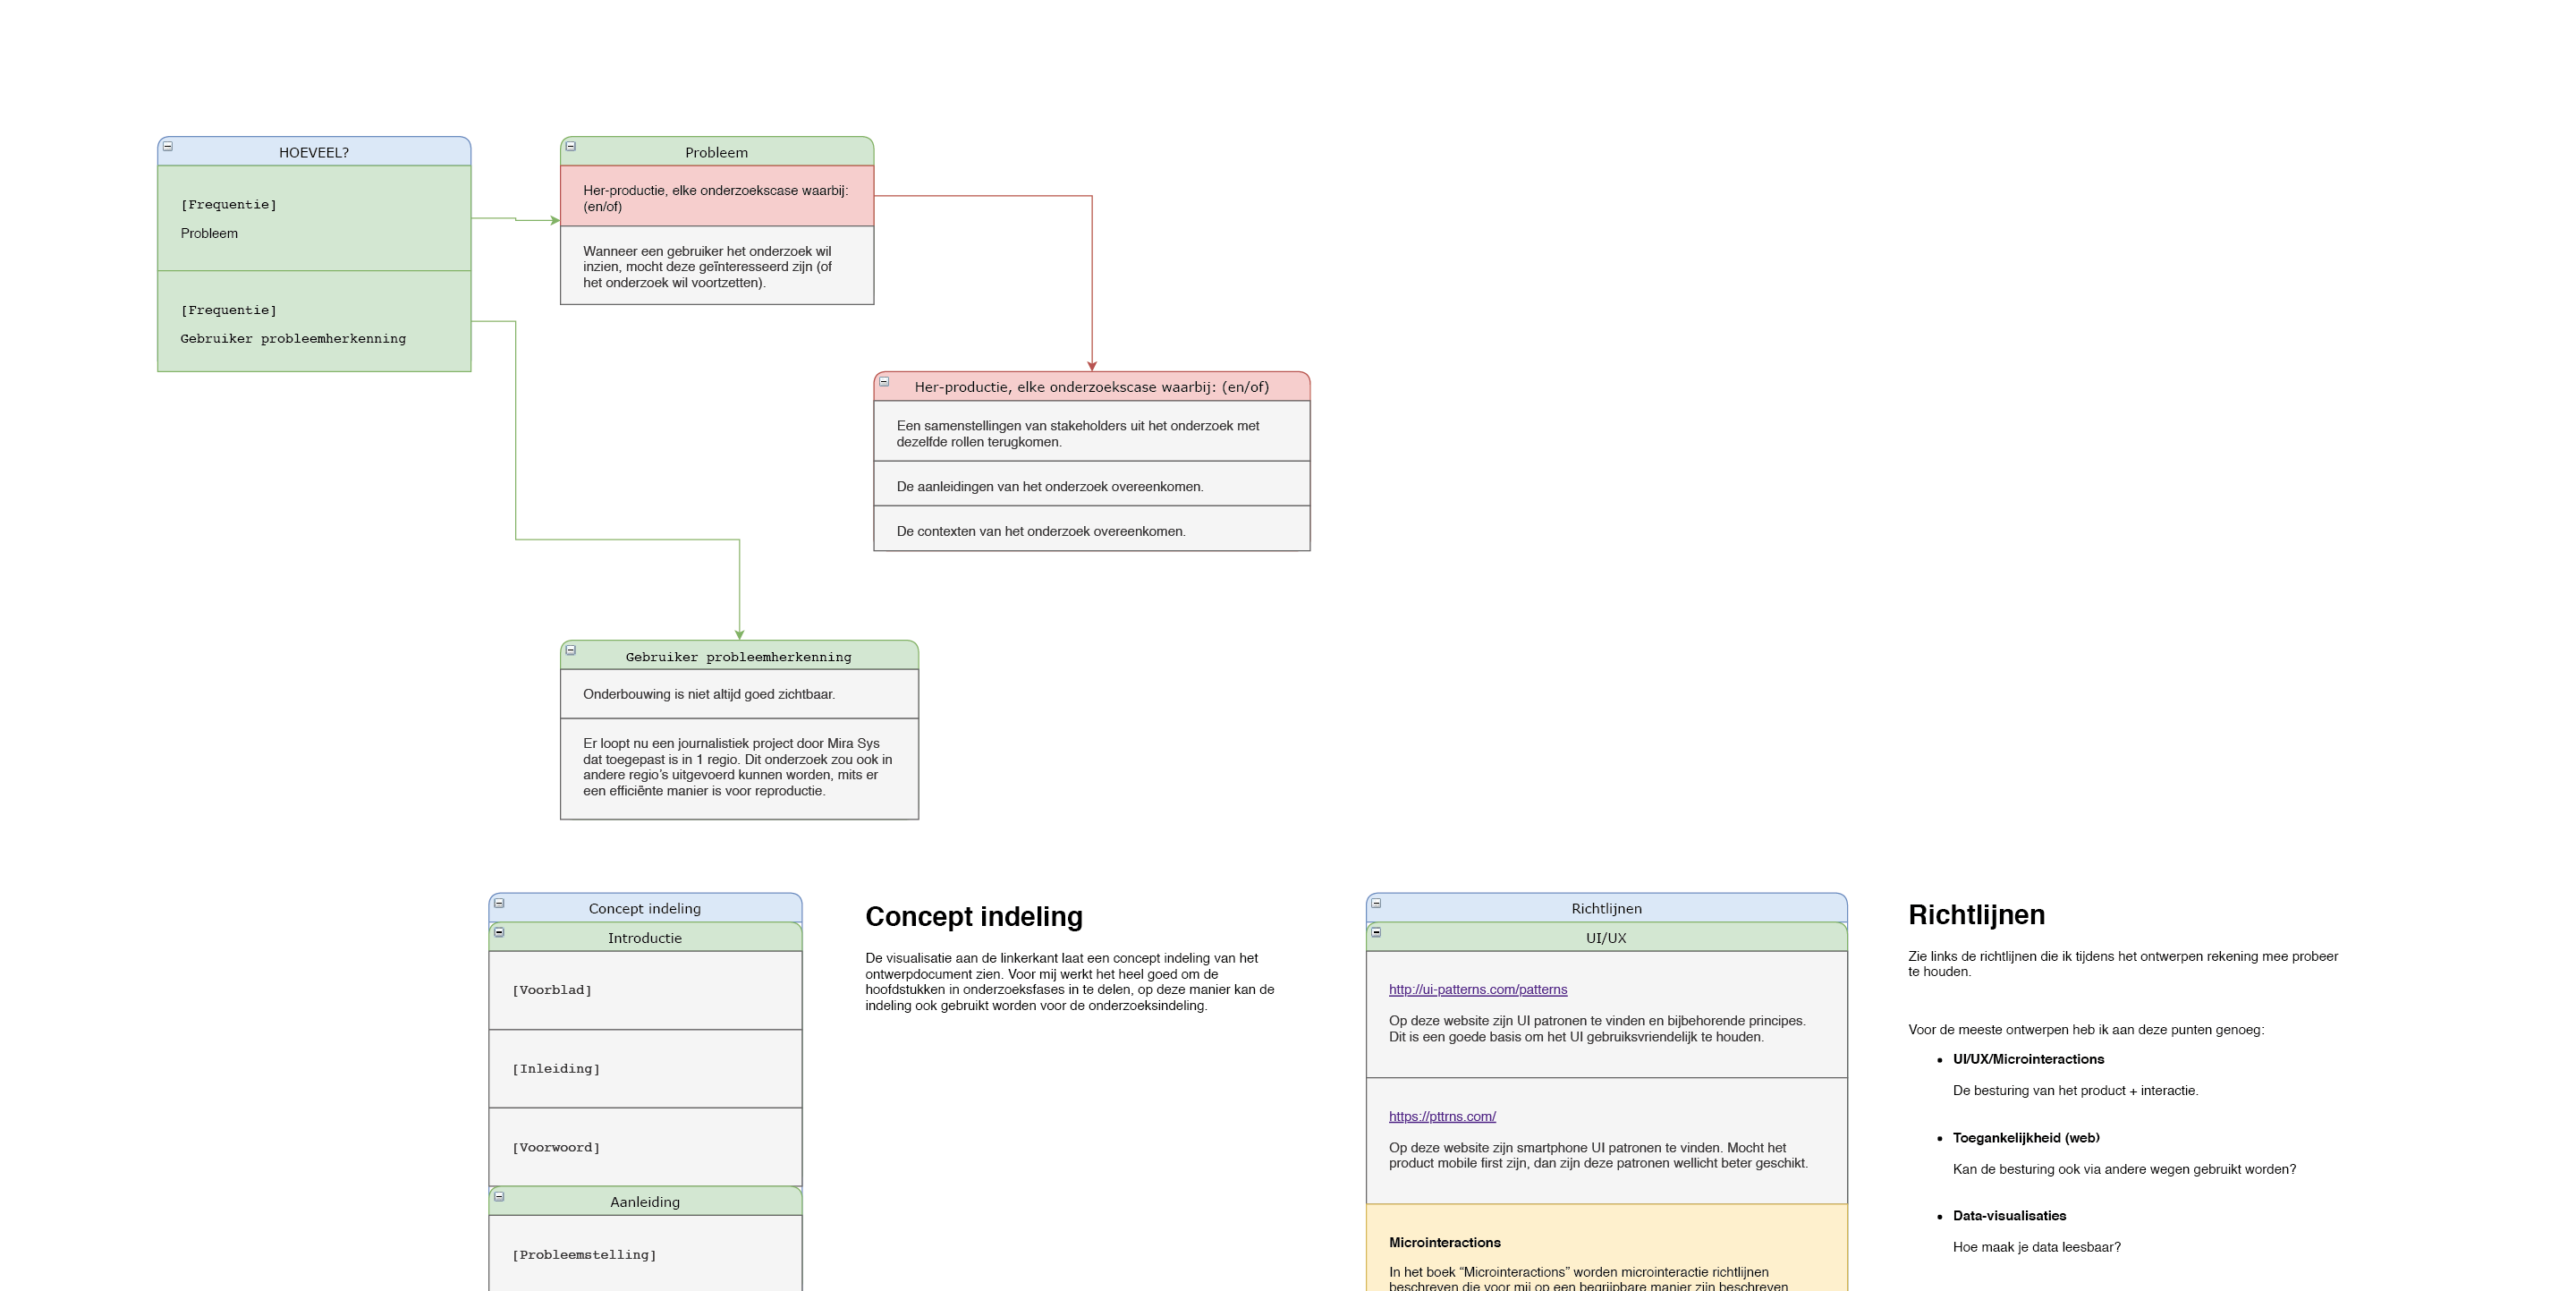 HOEVEEL?
[Frequentie]
Probleem
[Frequentie]
Gebruiker probleemherkenning
Probleem
Her-productie, elke onderzoekscase waarbij:
(en/of)
Wanneer een gebruiker het onderzoek wil
inzien, mocht deze geïnteresseerd zijn (of
het onderzoek wil voortzetten).
Her-productie, elke onderzoekscase waarbij: (en/of)
Een samenstellingen van stakeholders uit het onderzoek met
dezelfde rollen terugkomen.
De aanleidingen van het onderzoek overeenkomen.
De contexten van het onderzoek overeenkomen.
Gebruiker probleemherkenning
Onderbouwing is niet altijd goed zichtbaar.
Er loopt nu een journalistiek project door Mira Sys
dat toegepast is in 1 regio. Dit onderzoek zou ook in
andere regio’s uitgevoerd kunnen worden, mits er
een efficiënte manier is voor reproductie.
Concept indeling
Introductie
[Voorblad]
[Inleiding]
[Voorwoord]
Aanleiding
[Probleemstelling]
Concept indeling
De visualisatie aan de linkerkant laat een concept indeling van het
ontwerpdocument zien. Voor mij werkt het heel goed om de
hoofdstukken in onderzoeksfases in te delen, op deze manier kan de
indeling ook gebruikt worden voor de onderzoeksindeling.
Richtlijnen
UI/UX
http://ui-patterns.com/patterns
Op deze website zijn UI patronen te vinden en bijbehorende principes.
Dit is een goede basis om het UI gebruiksvriendelijk te houden.
https://pttrns.com/
Op deze website zijn smartphone UI patronen te vinden. Mocht het
product mobile first zijn, dan zijn deze patronen wellicht beter geschikt.
Microinteractions
In het boek “Microinteractions” worden microinteractie richtlijnen
beschreven die voor mij op een begrijpbare manier zijn beschreven
Richtlijnen
Zie links de richtlijnen die ik tijdens het ontwerpen rekening mee probeer
te houden.
Voor de meeste ontwerpen heb ik aan deze punten genoeg:
• UI/UX/Microinteractions
De besturing van het product + interactie.
• Toegankelijkheid (web)
Kan de besturing ook via andere wegen gebruikt worden?
• Data-visualisaties
Hoe maak je data leesbaar?